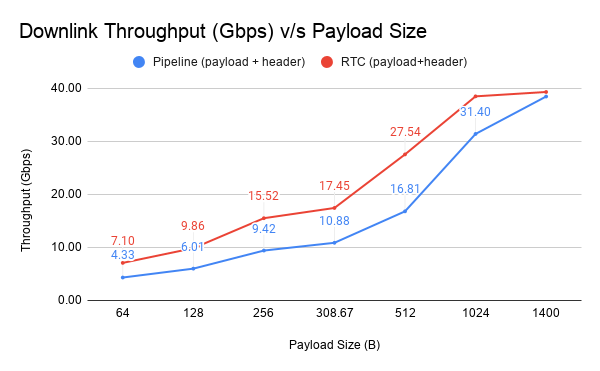 Downlink Throughput (Gbps) v/s Payload Size
Pipeline (payload + header) RTC (payload+header)
Throughput (Gbps)
40.00
30.00
20.00
10.00
0.00
7.10 9.86 15.52 17.45 27.54
4.33 6.01 9.42 10.88 16.81 31.40
64 128 256 308.67 512 1024 1400
Payload Size (B)